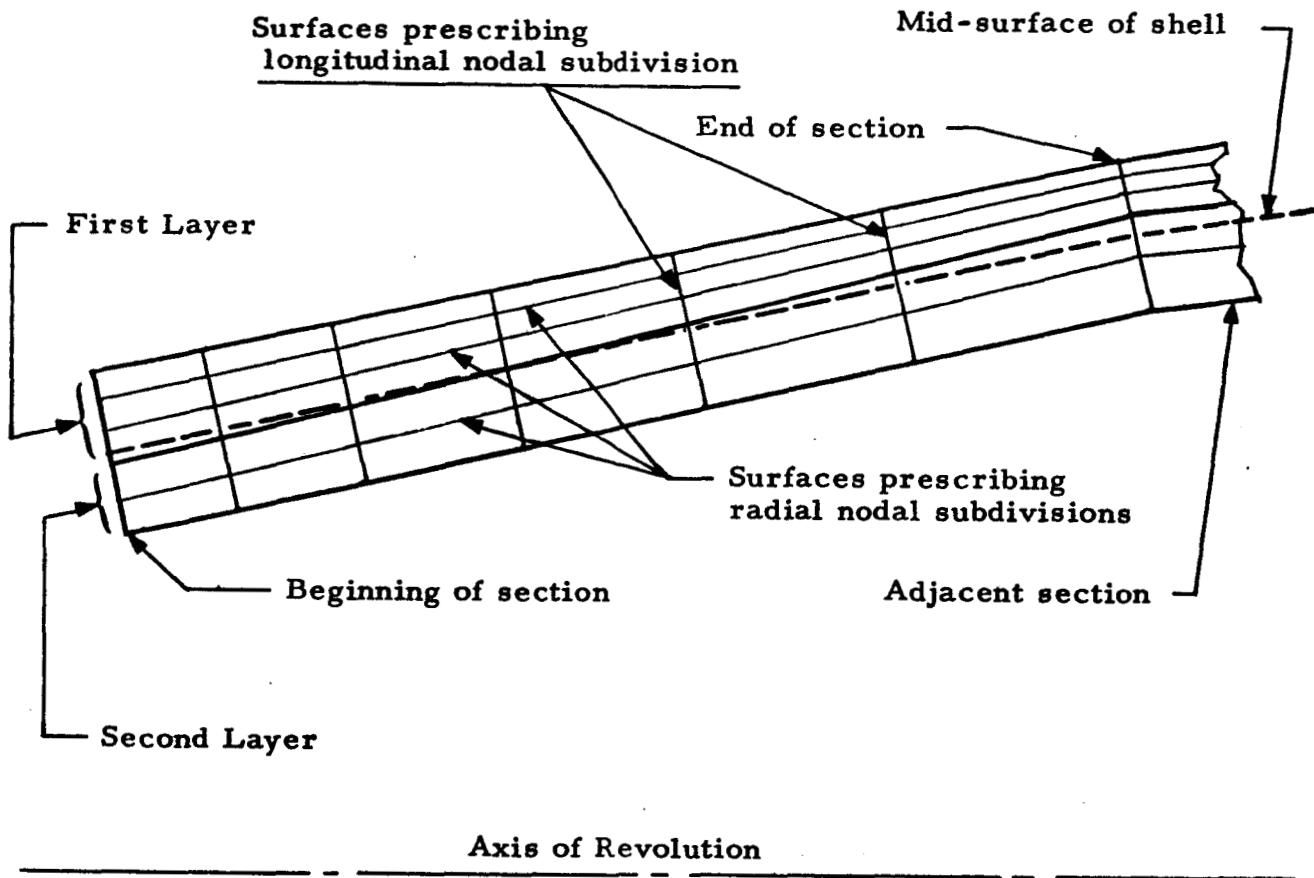 Surfaces prescribing
longitudinal nodal subdivision
Mid-surface of shell
End of section
First Layer
Surfaces prescribing
radial nodal subdivisions
Beginning of section
Adjacent section
Second Layer
Axis of Revolution